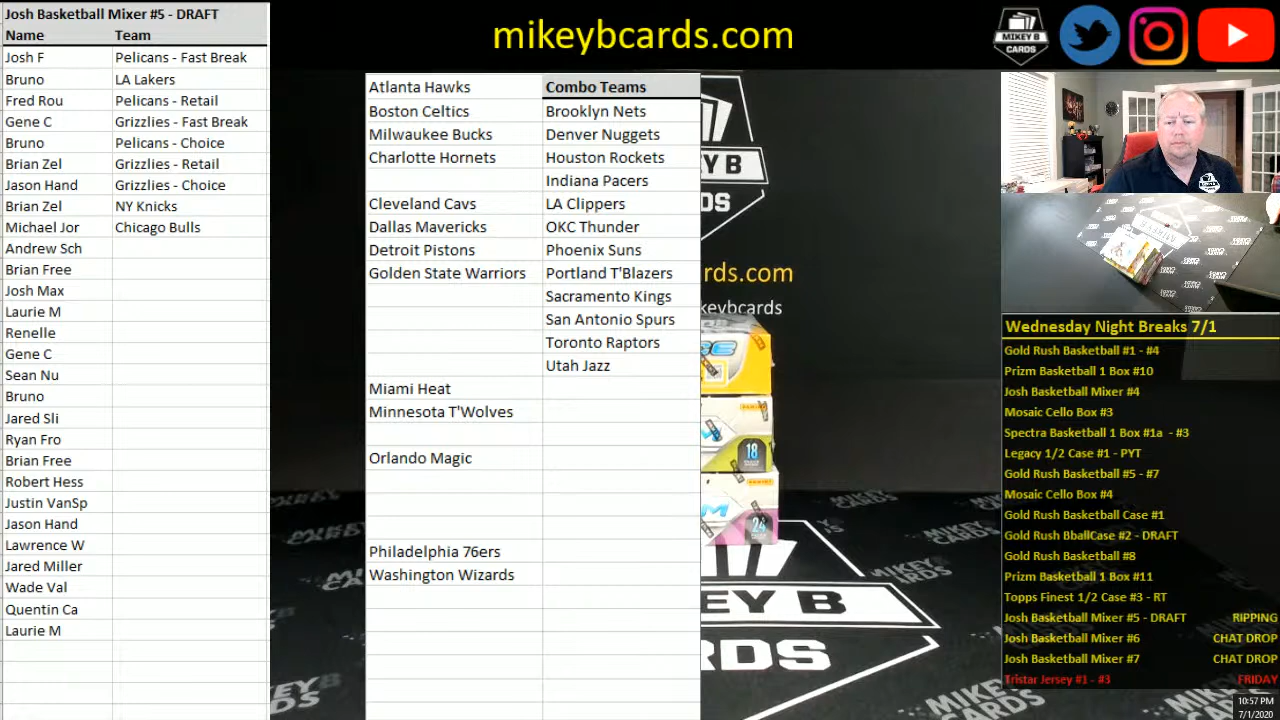 Josh Basketball Mixer #5 - DRAFT
Name Team
Josh F Pelicans - Fast Break
Bruno LA Lakers
Fred Rou Pelicans - Retail
Gene C Grizzlies - Fast Break
Bruno Pelicans - Choice
Brian Zel Grizzlies - Retail
Jason Hand Grizzlies - Choice
Brian Zel NY Knicks
Michael Jor Chicago Bulls
Andrew Sch
Brian Free
Josh Max
Laurie M
Renelle
Gene C
Sean Nu
Bruno
Jared Sli
Ryan Fro
Brian Free
Robert Hess
Justin VanSp
Jason Hand
Lawrence W
Jared Miller
Wade Val
Quentin Ca
Laurie M
mikeybcards.com
Atlanta Hawks Combo Teams
Boston Celtics Brooklyn Nets
Milwaukee Bucks Denver Nuggets
Charlotte Hornets Houston Rockets
Indiana Pacers
Cleveland Cavs LA Clippers
Dallas Mavericks OKC Thunder
Detroit Pistons Phoenix Suns
Golden State Warriors Portland T'Blazers
Sacramento Kings
San Antonio Spurs
Toronto Raptors
Utah Jazz
Miami Heat
Minnesota T'Wolves
Orlando Magic
Philadelphia 76ers
Washington Wizards
EY B
DS
rds.com
keybcards
18
24
EY B
RDS
MIKEY B
CARDS
Wednesday Night Breaks 7/1
Gold Rush Basketball #1 - #4
Prizm Basketball 1 Box #10
Josh Basketball Mixer #4
Mosaic Cello Box #3
Spectra Basketball 1 Box #1a - #3
Legacy 1/2 Case #1 - PYT
Gold Rush Basketball #5 - #7
Mosaic Cello Box #4
Gold Rush Basketball Case #1
Gold Rush BballCase #2 - DRAFT
Gold Rush Basketball #8
Prizm Basketball 1 Box #11
Topps Finest 1/2 Case #3 - RT
Josh Basketball Mixer #5 - DRAFT RIPPING
Josh Basketball Mixer #6 CHAT DROP
Josh Basketball Mixer #7 CHAT DROP
Tristar Jersey #1 - #3 FRIDAY
10:57 PM
7/1/2020